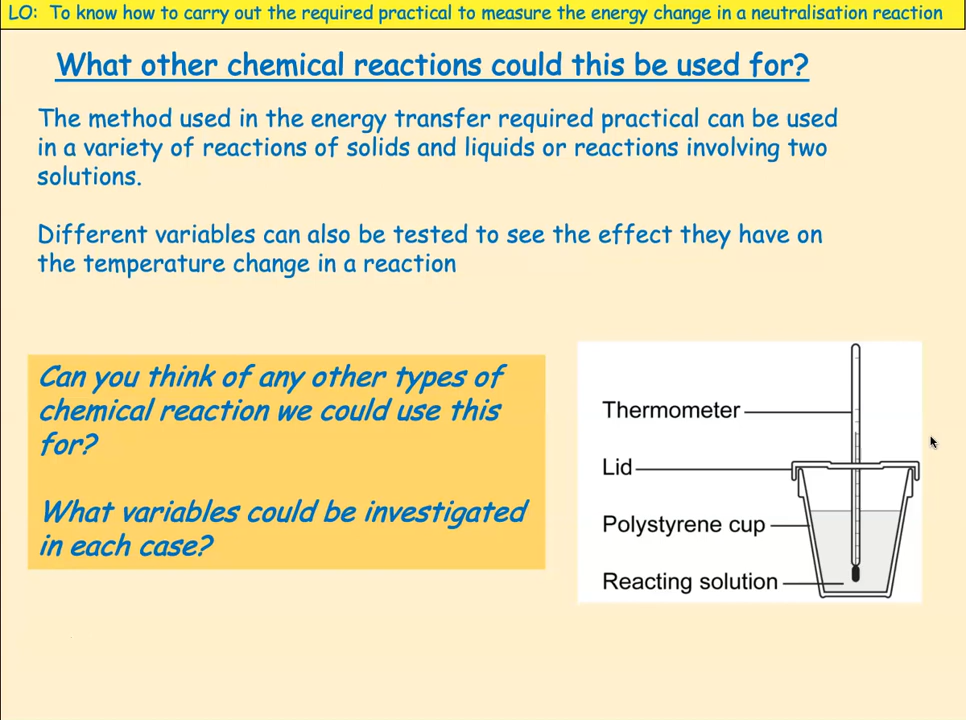 LO: To know how to carry out the required practical to measure the energy change in a neutralisation reaction
What other chemical reactions could this be used for?
The method used in the energy transfer required practical can be used
in a variety of reactions of solids and liquids or reactions involving two
solutions.
Different variables can also be tested to see the effect they have on
the temperature change in a reaction
Can you think of any other types of
chemical reaction we could use this
for?
What variables could be investigated
in each case?
Thermometer
Lid
Polystyrene cup
Reacting solution